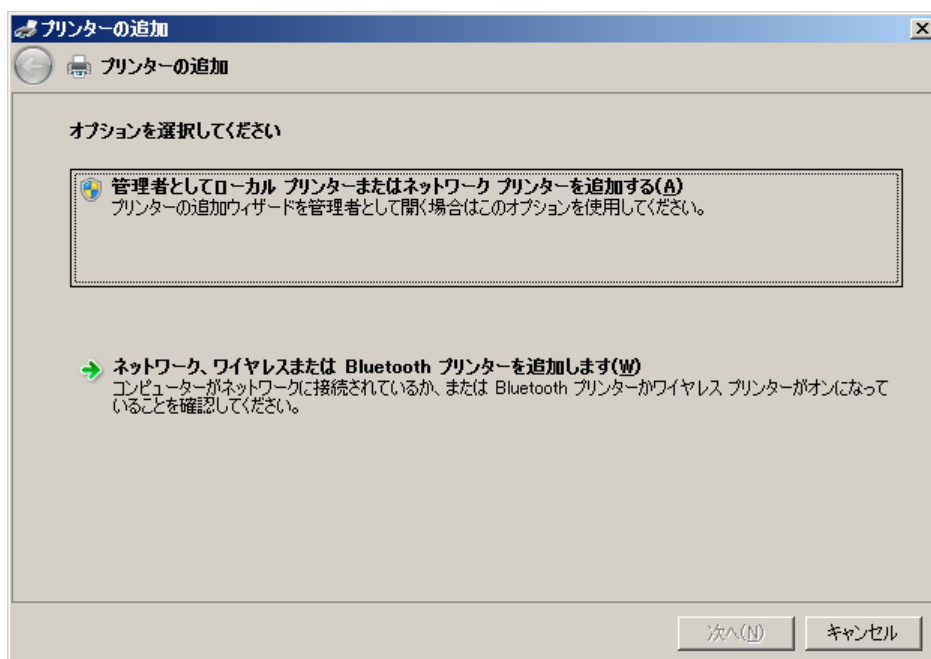 プリンターの追加
プリンターの追加
オプションを選択してください
管理者としてローカル プリンターまたはネットワーク プリンターを追加する(A)
プリンターの追加ウィザードを管理者として開く場合はこのオプションを使用してください。
ネットワーク、ワイヤレスまたは Bluetooth プリンターを追加します(W)
コンピューターがネットワークに接続されているか、または Bluetooth プリンターかワイヤレス プリンターがオンになって
いることを確認してください。
次へ(N)
キャンセル